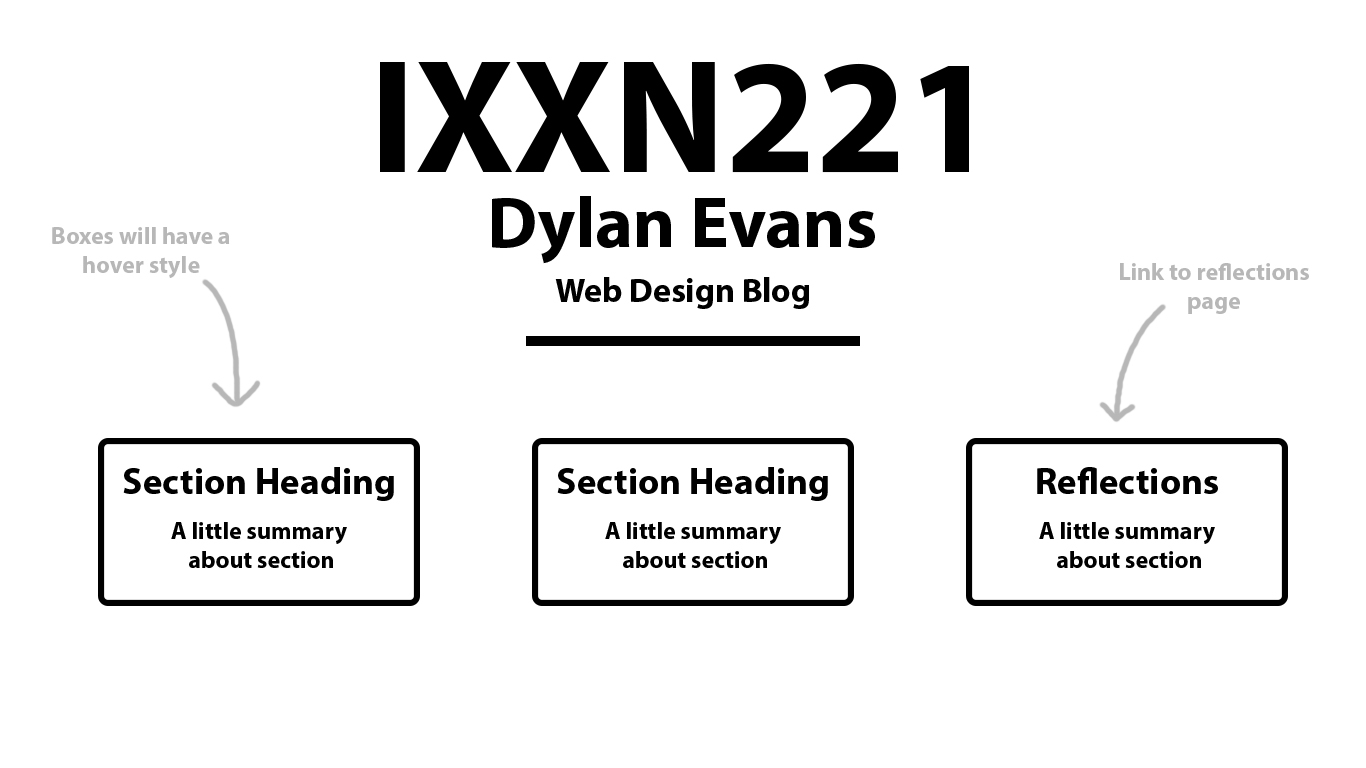 IXXN221
Dylan Evans
Web Design Blog
Boxes will have a
hover style
Link to reflections
page
Section Heading
A little summary
about section
Section Heading
A little summary
about section
Reflections
A little summary
about section